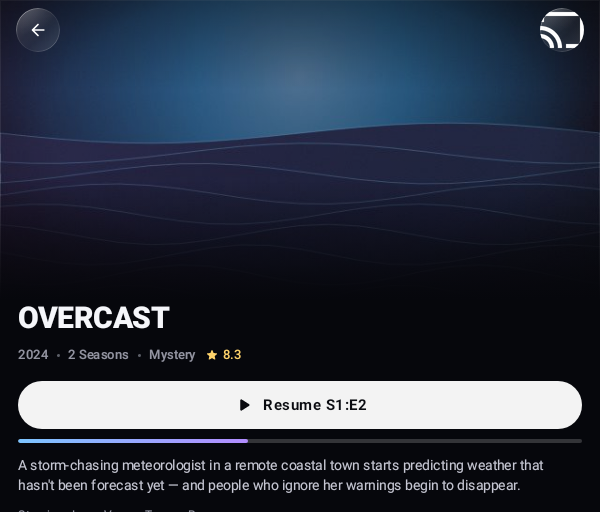 OVERCAST
2024 • 2 Seasons • Mystery ★ 8.3
Resume S1:E2
A storm-chasing meteorologist in a remote coastal town starts predicting weather that
hasn't been forecast yet — and people who ignore her warnings begin to disappear.